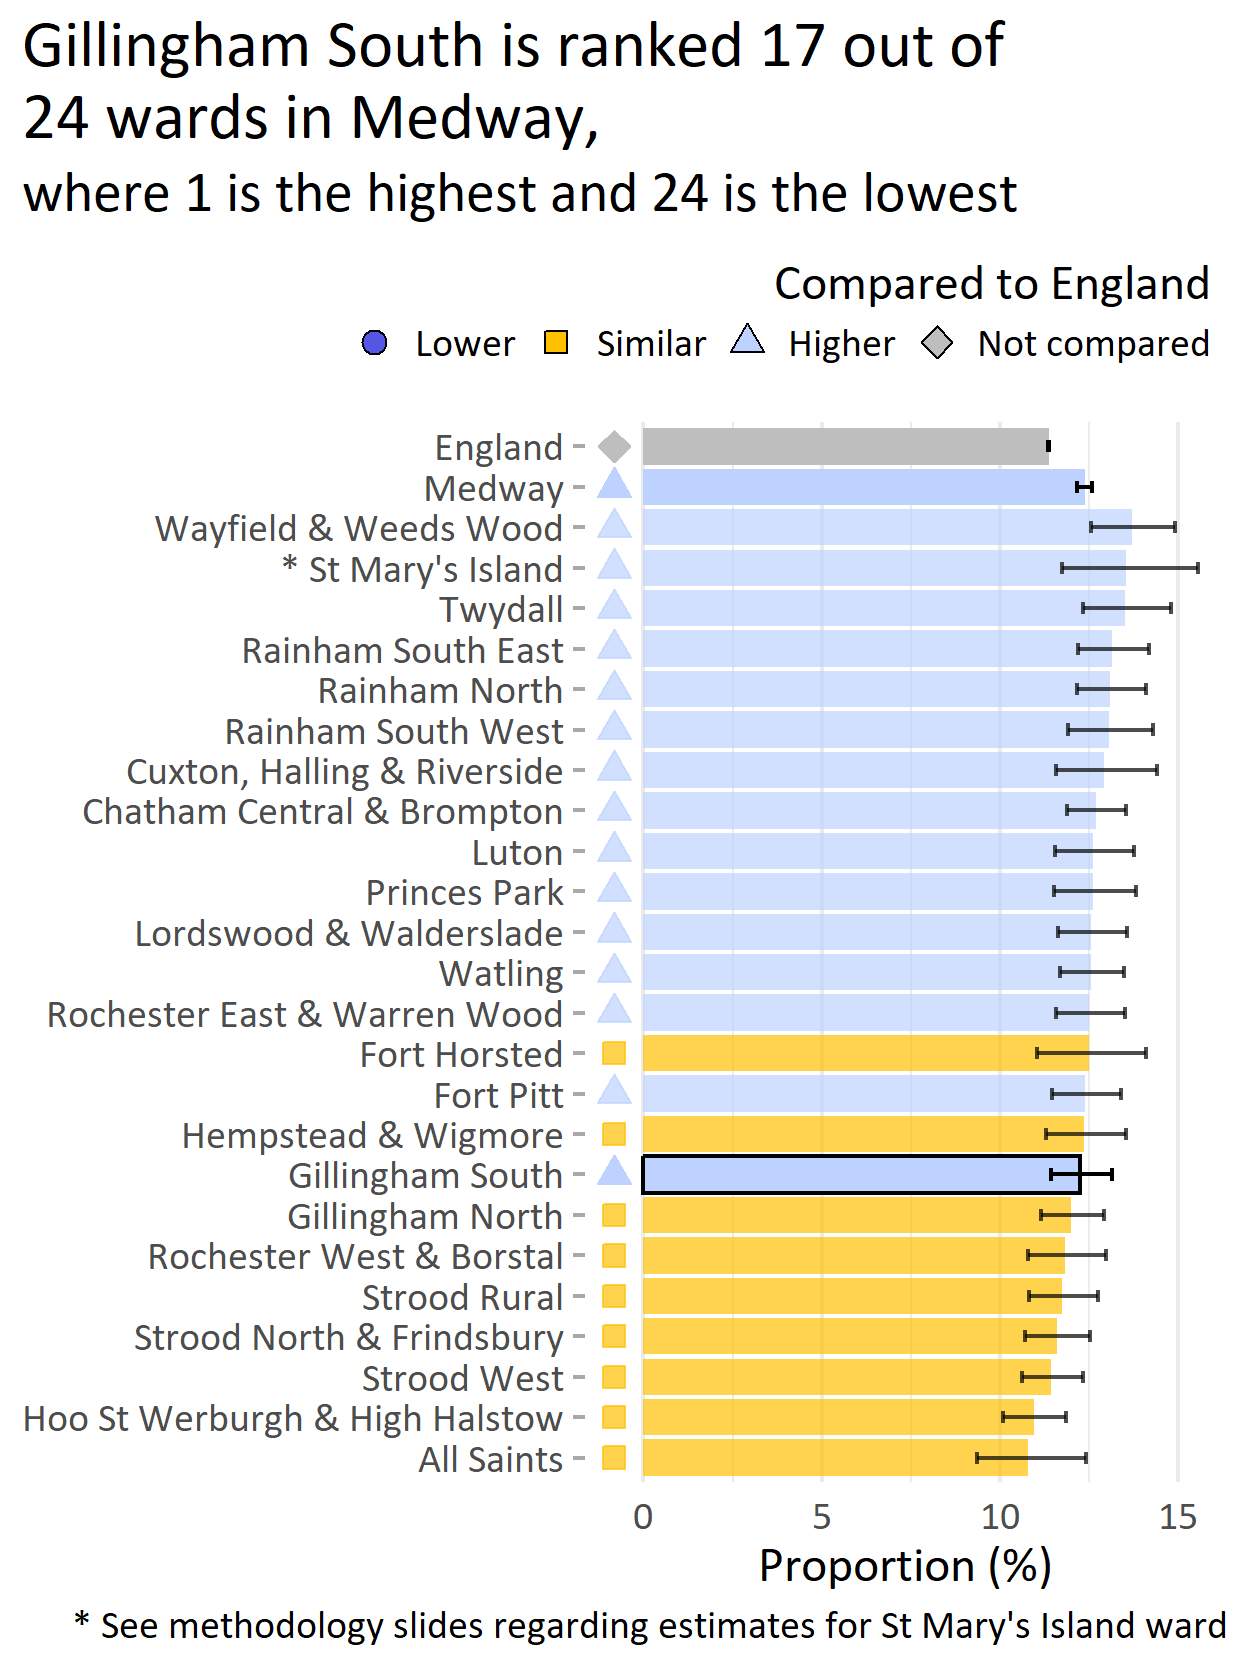 Gillingham South is ranked 17 out of
24 wards in Medway,
where 1 is the highest and 24 is the lowest
Compared to England
Lower Similar Higher Not compared
England
Medway
Wayfield & Weeds Wood
* St Mary's Island
Twydall
Rainham South East
Rainham North
Rainham South West
Cuxton, Halling & Riverside
Chatham Central & Brompton
Luton
Princes Park
Lordswood & Walderslade
Watling
Rochester East & Warren Wood
Fort Horsted
Fort Pitt
Hempstead & Wigmore
Gillingham South
Gillingham North
Rochester West & Borstal
Strood Rural
Strood North & Frindsbury
Strood West
Hoo St Werburgh & High Halstow
All Saints
0 5 10 15
Proportion (%)
* See methodology slides regarding estimates for St Mary's Island ward